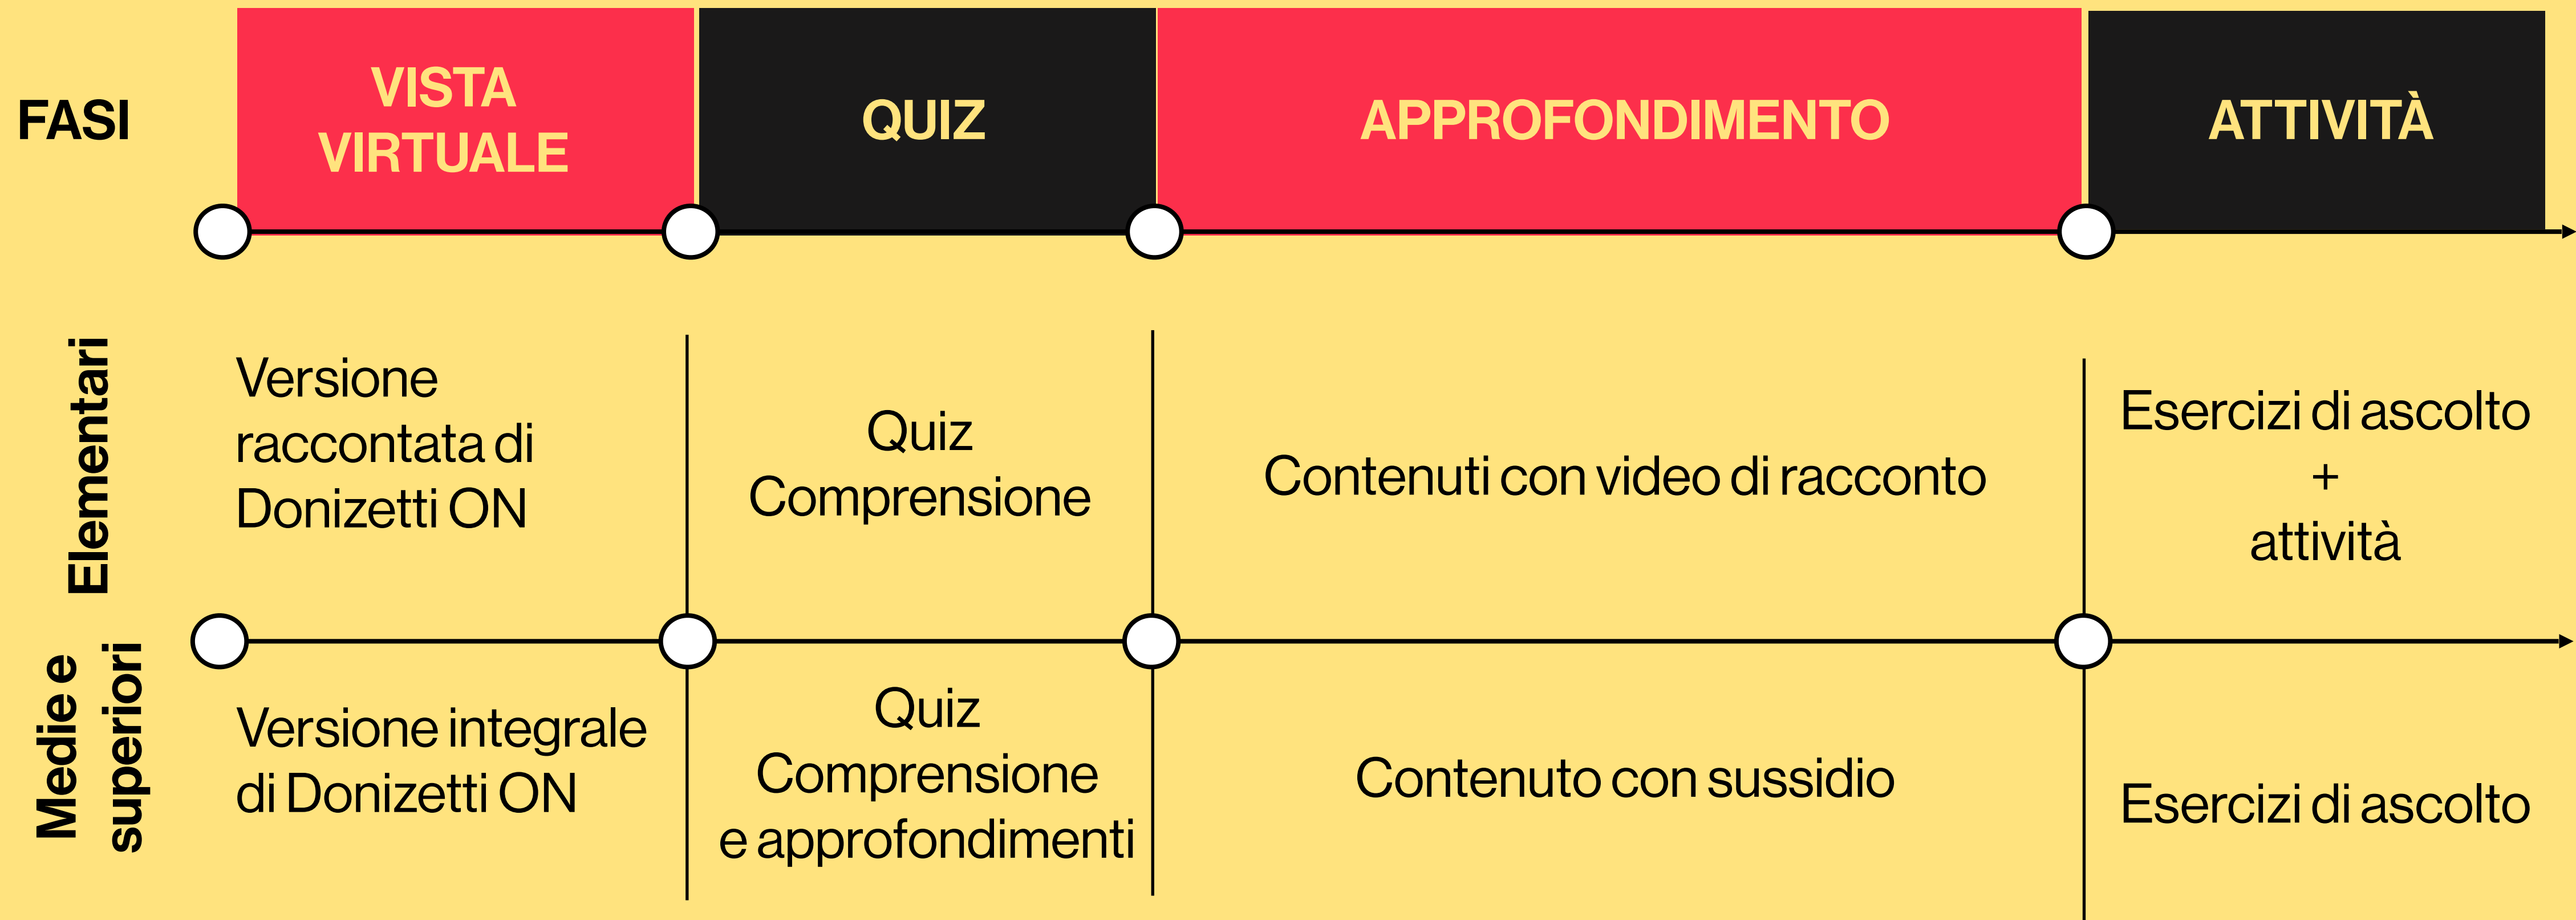 FASI
VISTA
VIRTUALE
QUIZ
APPROFONDIMENTO
ATTIVITÀ
Elementari
Versione
raccontata di
Donizetti ON
Quiz
Comprensione
Contenuti con video di racconto
Esercizi di ascolto
+
attività
Medie e
superiori
Versione integrale
di Donizetti ON
Quiz
Comprensione
e approfondimenti
Contenuto con sussidio
Esercizi di ascolto